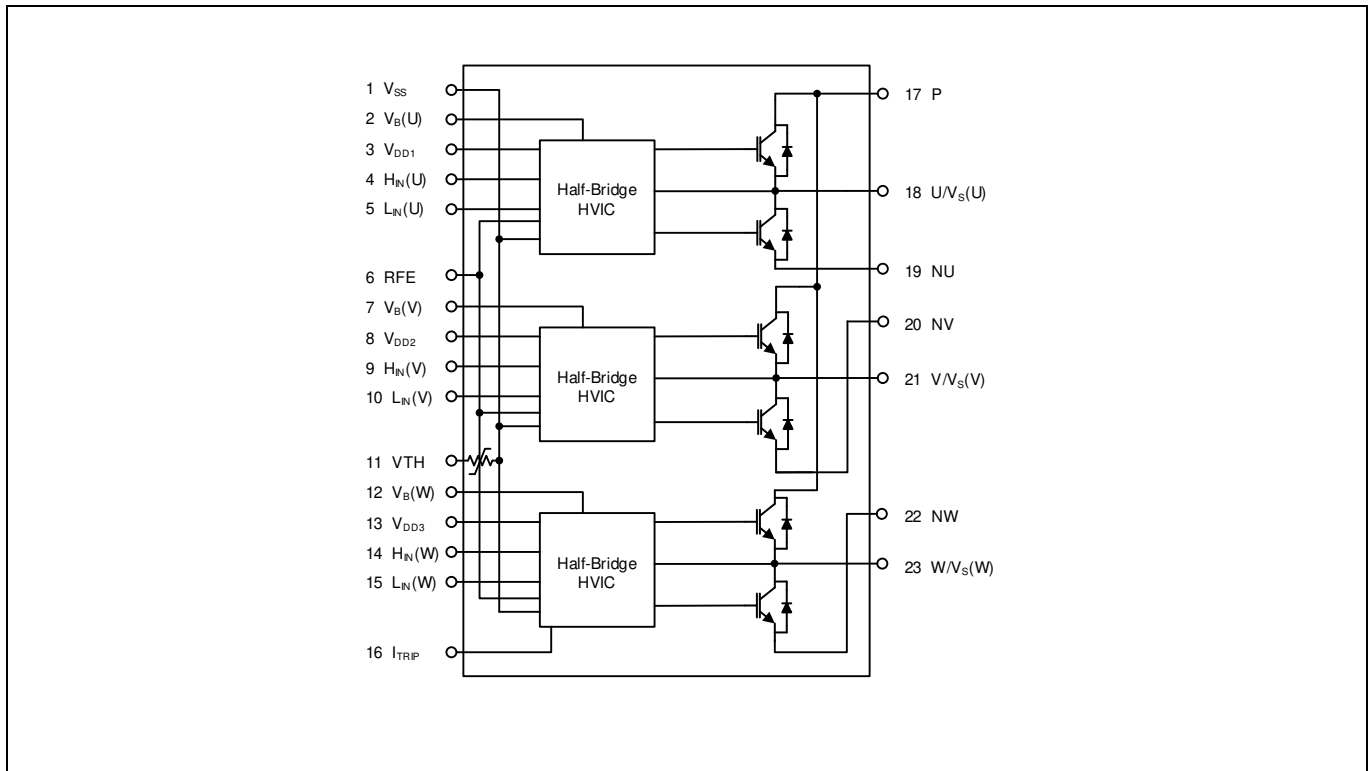 1 VSS
2 VB(U)
3 VDD1
4 HIN(U)
5 LIN(U)
6 RFE
7 VB(V)
8 VDD2
9 HIN(V)
10 LIN(V)
11 VTH
12 VB(W)
13 VDD3
14 HIN(W)
15 LIN(W)
16 ITRIP
Half-Bridge
HVIC
Half-Bridge
HVIC
Half-Bridge
HVIC
17 P
18 U/VS(U)
19 NU
20 NV
21 V/VS(V)
22 NW
23 W/VS(W)